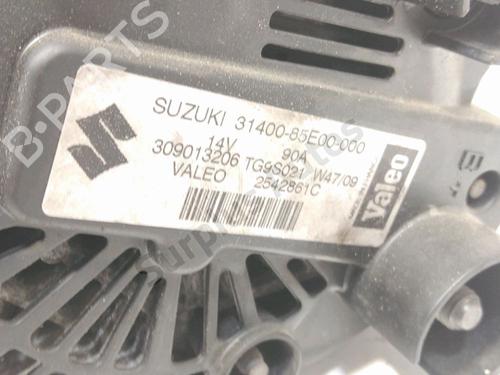 SUZUKI 31400-85E00-000
14V 90A
309013206 TG9S021 W47/09
VALEO 2542861C
Valeo
B-PARTS